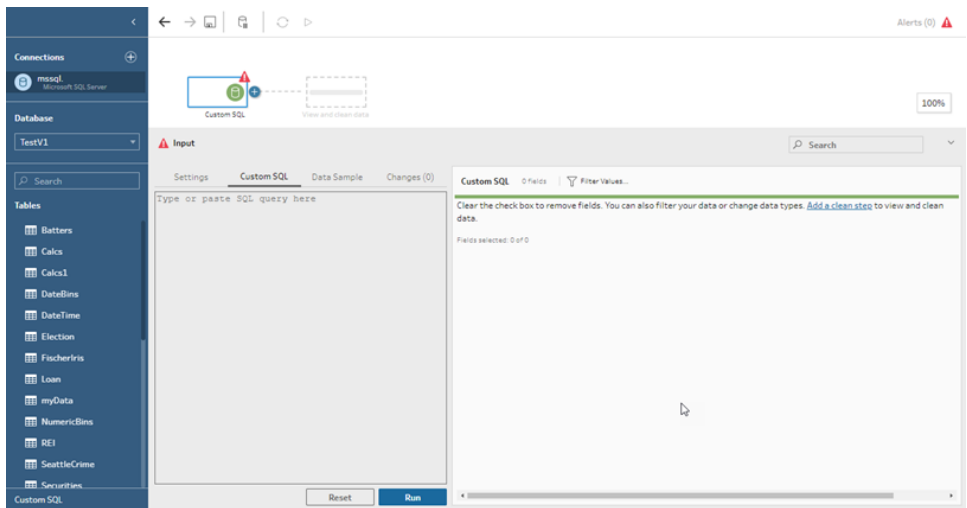 Alerts (0)
Connections
mssql.
Microsoft SQL Server
Custom SQL
View and clean data
100%
Database
TestV1
Input
Search
Search
Settings
Custom SQL
Data Sample
Changes (0)
Custom SQL
0 fields
Filter Values...
Type or paste SQL query here
Clear the check box to remove fields. You can also filter your data or change data types. Add a clean step to view and clean
data.
Fields selected: 0 of 0
Tables
Batters
Calcs
Calcs1
DateBins
DateTime
Election
FischerIris
Loan
myData
NumericBins
REI
SeattleCrime
Securities
Custom SQL
Reset
Run